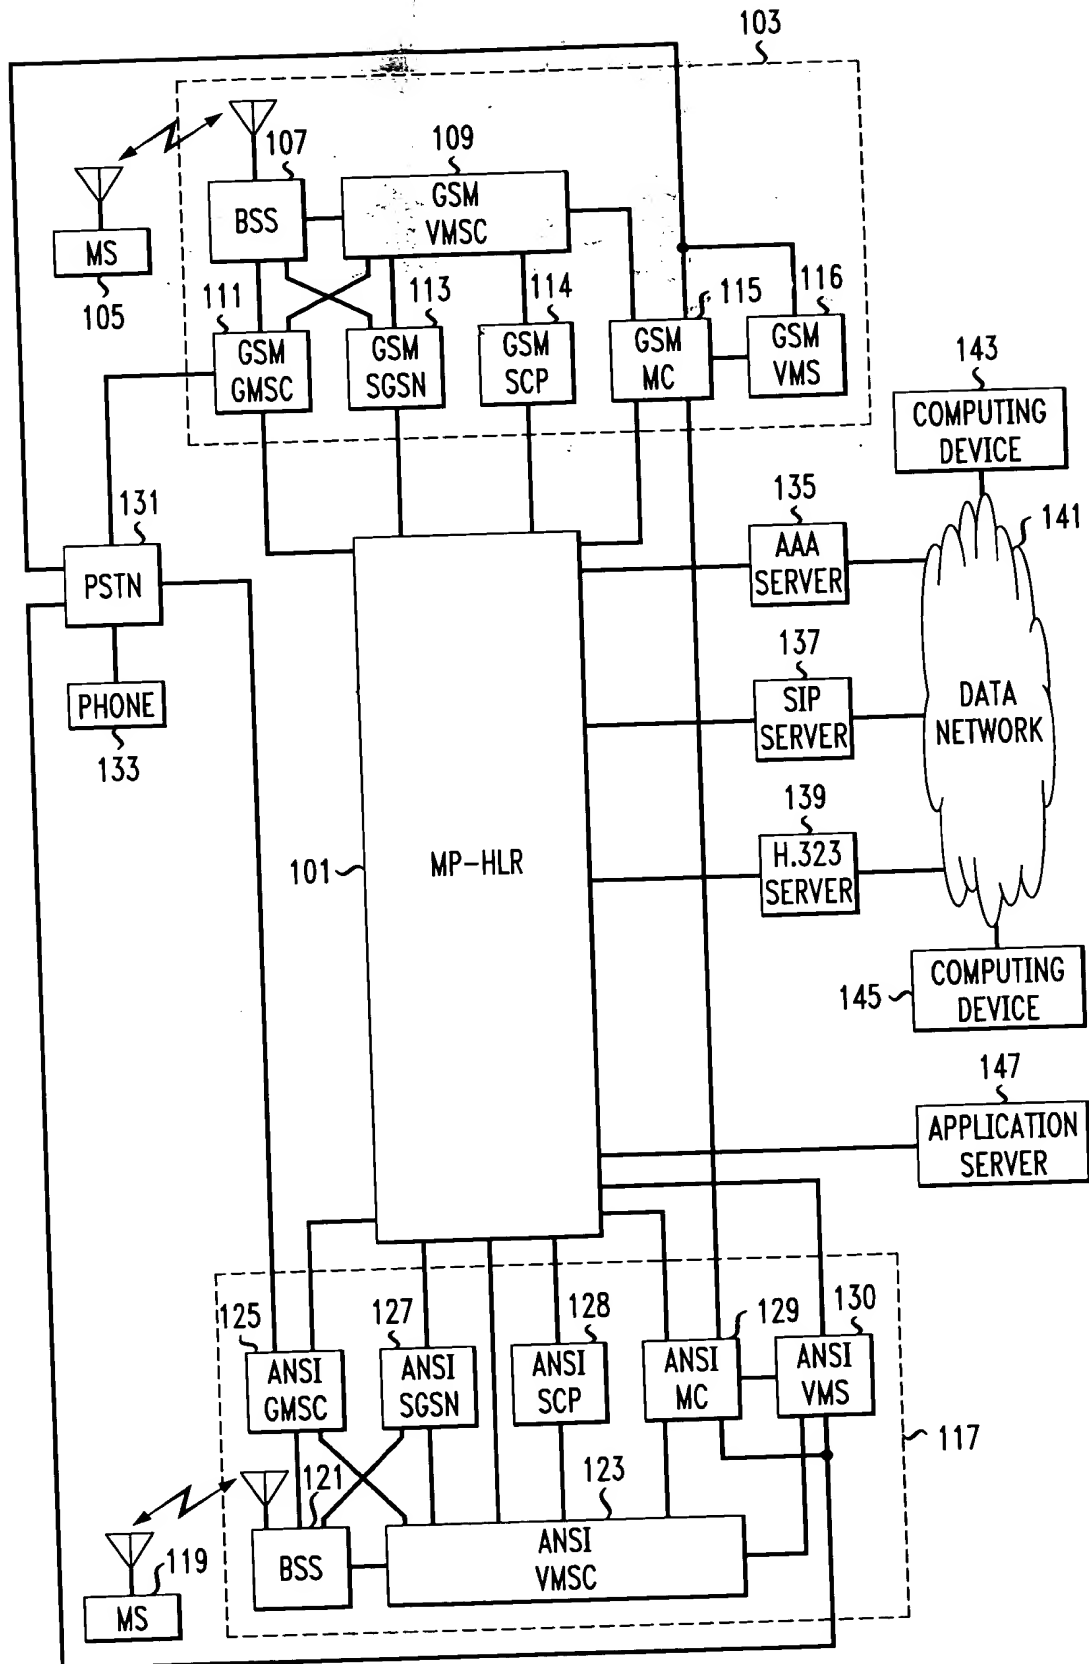 103
107
109
BSS
GSM
VMSC
MS
105
111
113
114
115
116
GSM
GMSC
GSM
SGSN
GSM
SCP
GSM
MC
GSM
VMS
143
COMPUTING
DEVICE
131
PSTN
135
AAA
SERVER
141
PHONE
133
137
SIP
SERVER
DATA
NETWORK
139
H.323
SERVER
101
MP-HLR
145
COMPUTING
DEVICE
147
APPLICATION
SERVER
125
127
128
129
130
ANSI
GMSC
ANSI
SGSN
ANSI
SCP
ANSI
MC
ANSI
VMS
117
121
123
BSS
ANSI
VMSC
119
MS